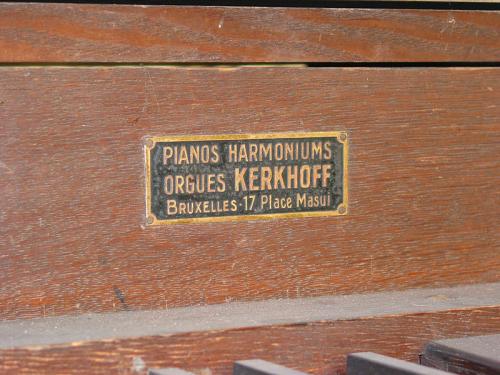 PIANOS HARMONIUMS
ORGUES KERKHOFF
BRUXELLES·17 PLACE MASUI